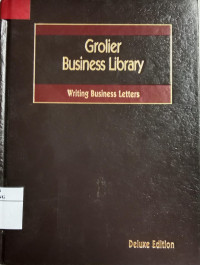 Grolier
Business Library
Writing Business Letters
Deluxe Edition